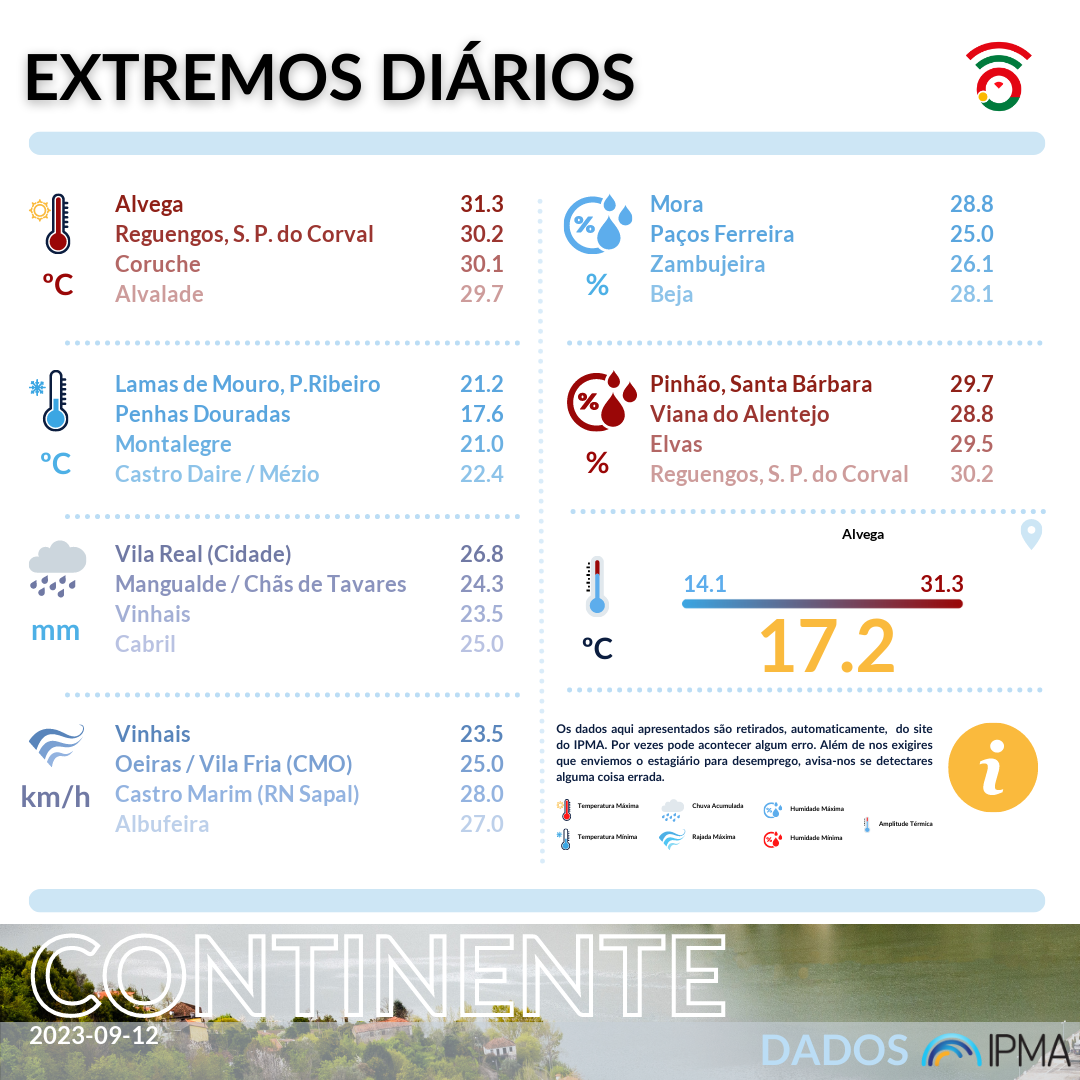 EXTREMOS DIÁRIOS
Alvega 31.3
Reguengos, S. P. do Corval 30.2
Coruche 30.1
Alvalade 29.7
ºC
Lamas de Mouro, P.Ribeiro 21.2
Penhas Douradas 17.6
Montalegre 21.0
Castro Daire / Mézio 22.4
ºC
Vila Real (Cidade) 26.8
Mangualde / Chãs de Tavares 24.3
Vinhais 23.5
Cabril 25.0
mm
Vinhais 23.5
Oeiras / Vila Fria (CMO) 25.0
Castro Marim (RN Sapal) 28.0
Albufeira 27.0
km/h
Mora 28.8
Paços Ferreira 25.0
Zambujeira 26.1
Beja 28.1
%
%
Pinhão, Santa Bárbara 29.7
Viana do Alentejo 28.8
Elvas 29.5
Reguengos, S. P. do Corval 30.2
%
%
Alvega
14.1 31.3
17.2
ºC
Os dados aqui apresentados são retirados, automaticamente, do site
do IPMA. Por vezes pode acontecer algum erro. Além de nos exigires
que enviemos o estagiário para desemprego, avisa-nos se detectares
alguma coisa errada.
i
Temperatura Máxima Chuva Acumulada Humidade Máxima
Amplitude Térmica
Temperatura Mínima Rajada Máxima Humidade Mínima
CONTINENTE
2023-09-12
DADOS IPMA